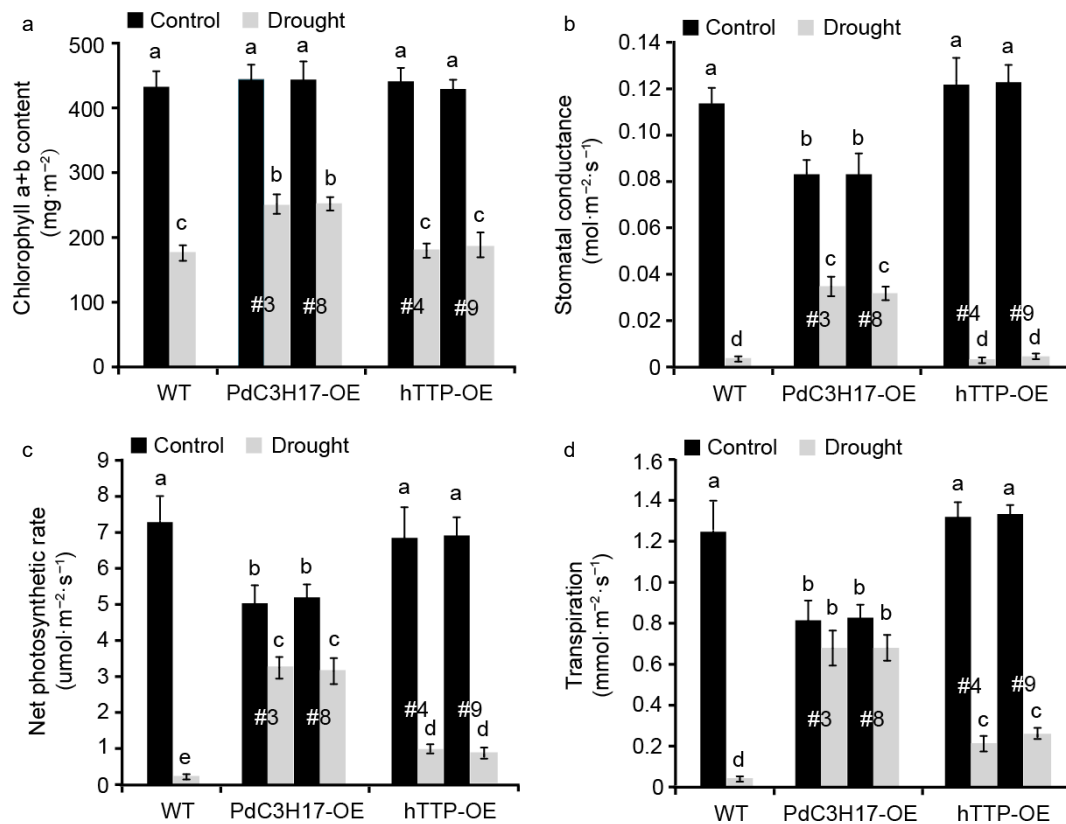 a
Control Drought
Chlorophyll a+b content
(mg·m−2)
500
400
300
200
100
0
a a a a a
c b b c c
#3 #8 #4 #9
WT PdC3H17-OE hTTP-OE
b
Control Drought
Stomatal conductance
(mol·m−2·s−1)
0.14
0.12
0.10
0.08
0.06
0.04
0.02
0
a b b a a
d c c d d
#3 #8 #4 #9
WT PdC3H17-OE hTTP-OE
c
Control Drought
Net photosynthetic rate
(umol·m−2·s−1)
9
8
7
6
5
4
3
2
1
0
a b b a a
e c c d d
#3 #8 #4 #9
WT PdC3H17-OE hTTP-OE
d
Control Drought
Transpiration
(mmol·m−2·s−1)
1.6
1.4
1.2
1.0
0.8
0.6
0.4
0.2
0
a b b a a
d b b c c
#3 #8 #4 #9
WT PdC3H17-OE hTTP-OE